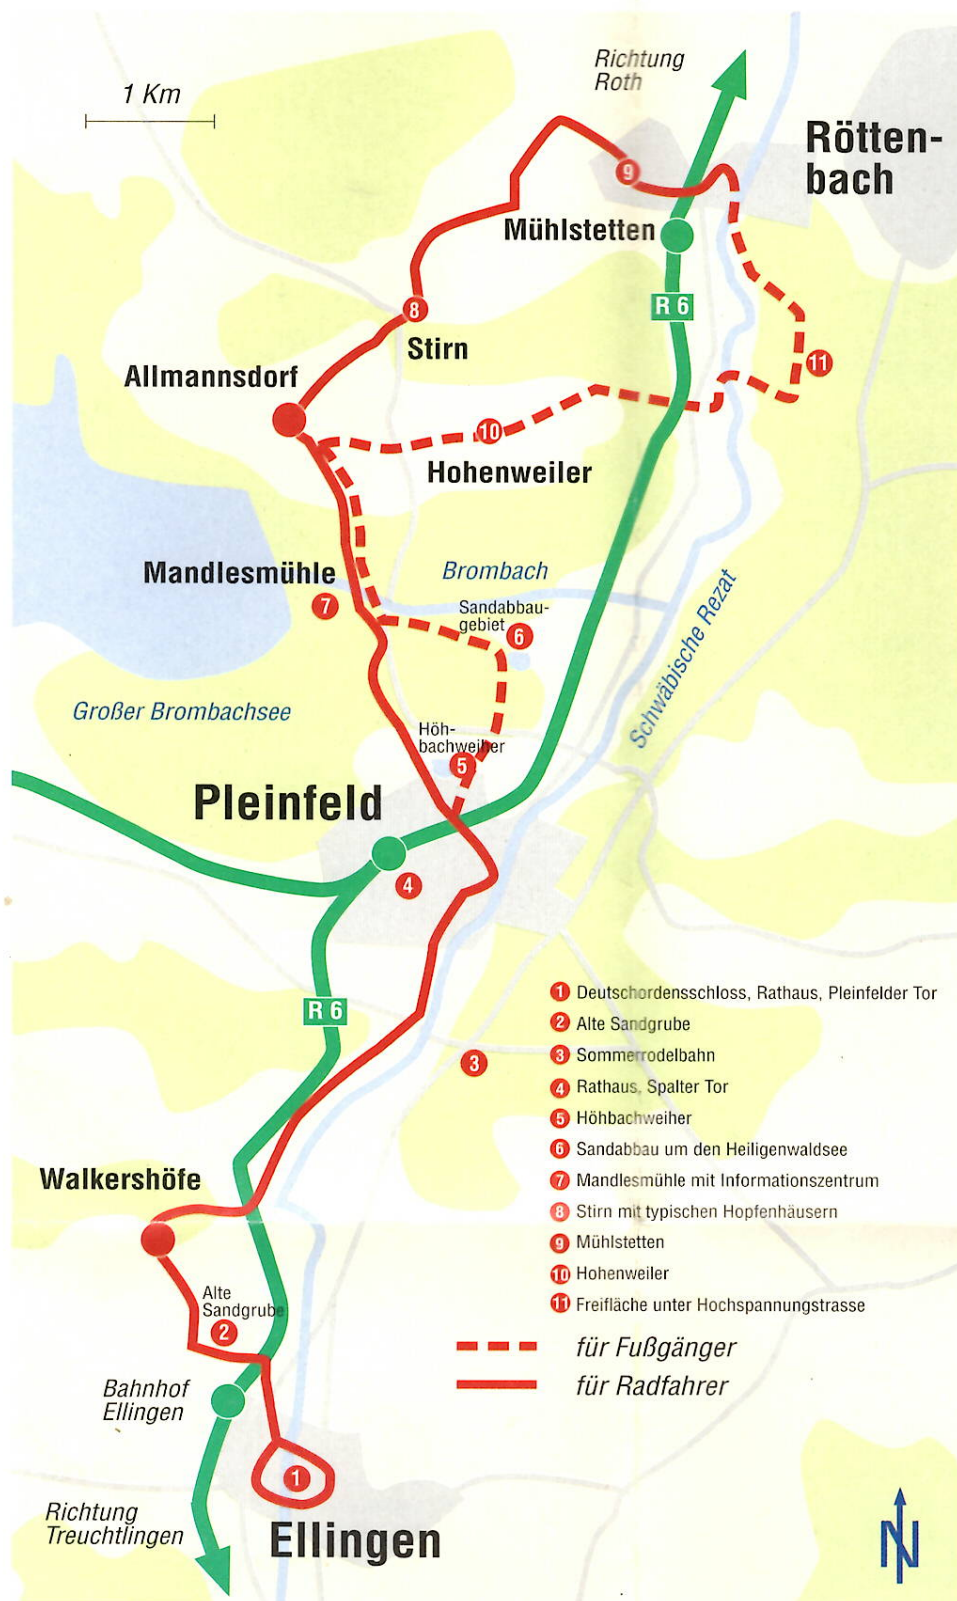 1 Km
Richtung
Roth
Rötten-
bach
9
Mühlstetten
R 6
8
Stirn
11
Allmannsdorf
10
Hohenweiler
Mandlesmühle
7
Brombach
Sandabbau-
gebiet
6
Schwäbische Rezat
Großer Brombachsee
Höh-
bachweiher
5
Pleinfeld
4
R 6
3
1 Deutschordensschloss, Rathaus, Pleinfelder Tor
2 Alte Sandgrube
3 Sommerrodelbahn
4 Rathaus, Spalter Tor
5 Höhbachweiher
6 Sandabbau um den Heiligenwaldsee
7 Mandlesmühle mit Informationszentrum
8 Stirn mit typischen Hopfenhäusern
9 Mühlstetten
10 Hohenweiler
11 Freifläche unter Hochspannungstrasse
für Fußgänger
für Radfahrer
Walkershöfe
Alte
Sandgrube
2
Bahnhof
Ellingen
1
Richtung
Treuchtlingen
Ellingen
N